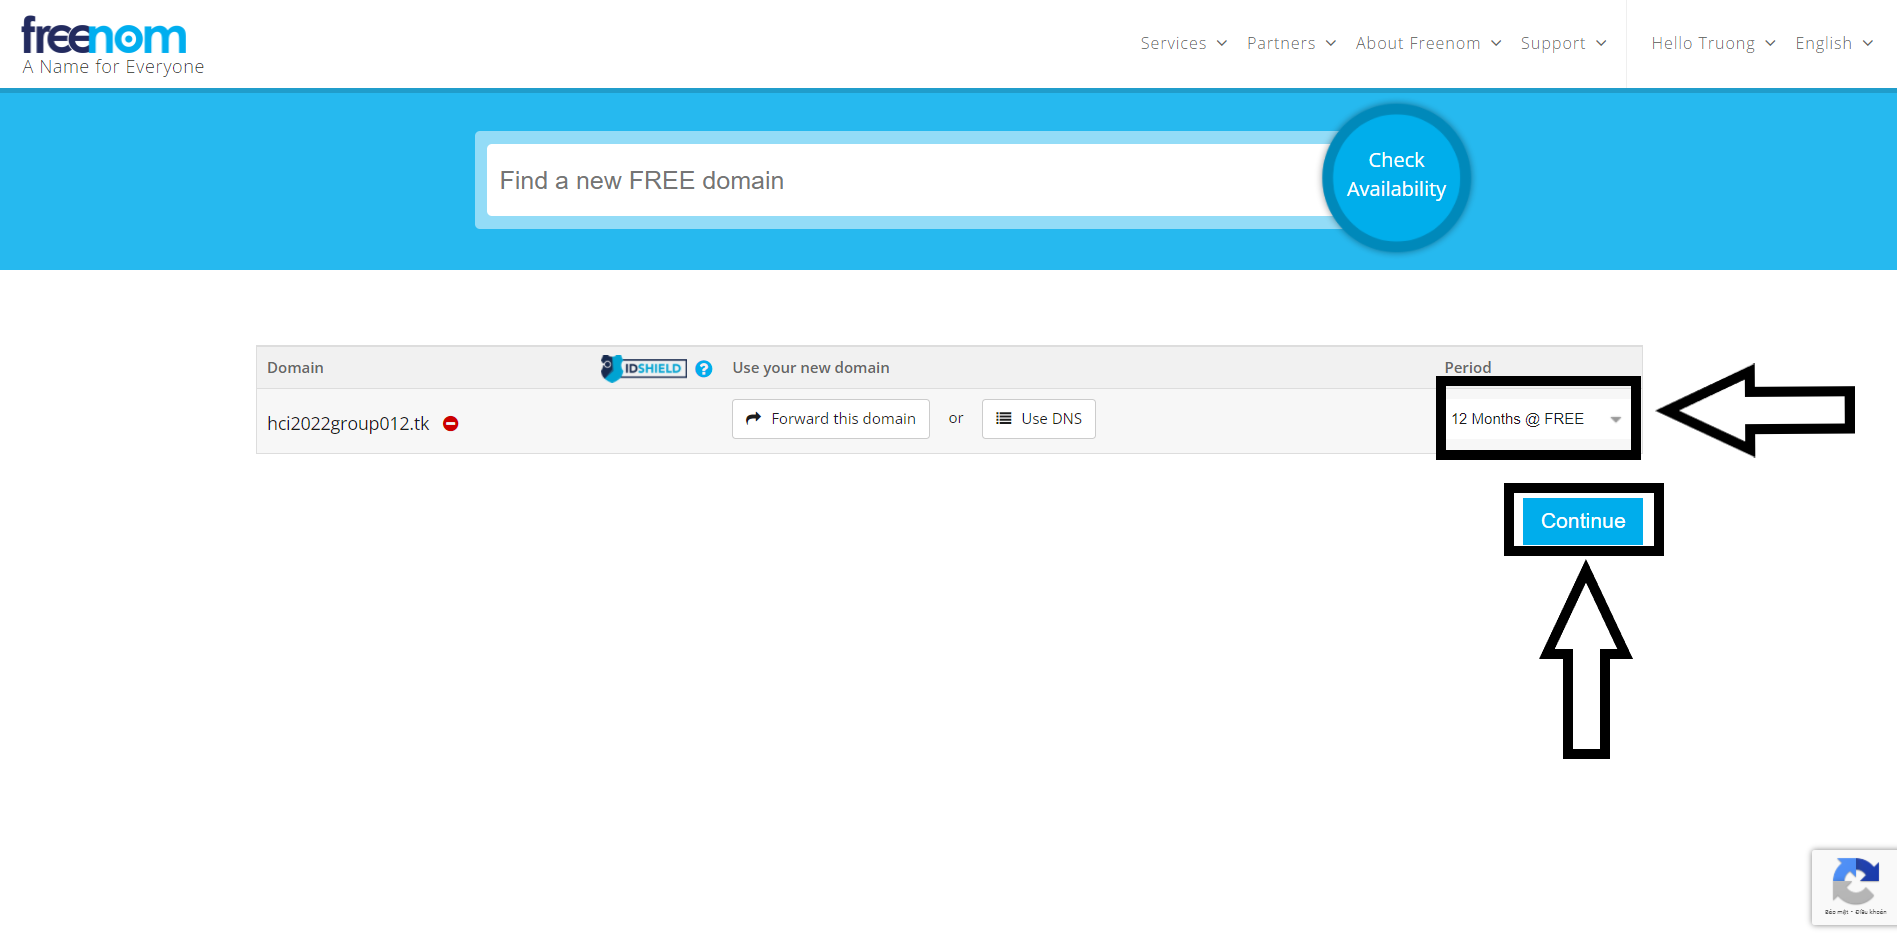 freenom
A Name for Everyone
Services
Partners
About Freenom
Support
Hello Truong
English
Find a new FREE domain
Check
Availability
Domain
IDSHIELD
?
Use your new domain
Period
hci2022group012.tk
Forward this domain
or
Use DNS
12 Months @ FREE
Continue
Bảo mật - Điều khoản